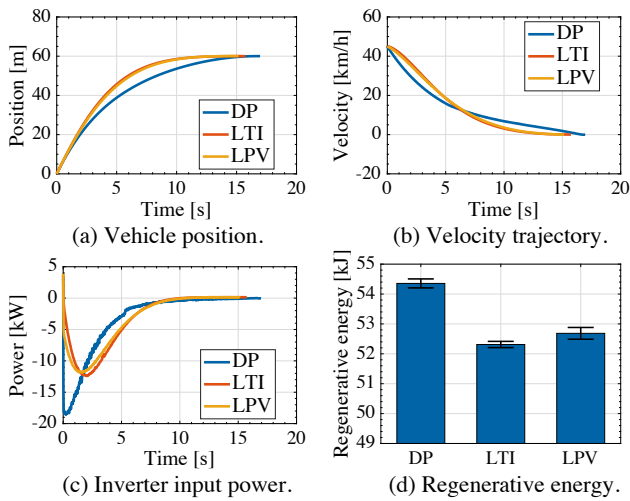 80
60
40
20
0
0 5 10 15 20
Position [m]
Time [s]
DP
LTI
LPV
(a) Vehicle position.
60
40
20
0
-20
0 5 10 15 20
Velocity [km/h]
Time [s]
DP
LTI
LPV
(b) Velocity trajectory.
5
0
-5
-10
-15
-20
0 5 10 15 20
Power [kW]
Time [s]
DP
LTI
LPV
(c) Inverter input power.
55
54
53
52
51
50
49
DP LTI LPV
Regenerative energy [kJ]
(d) Regenerative energy.